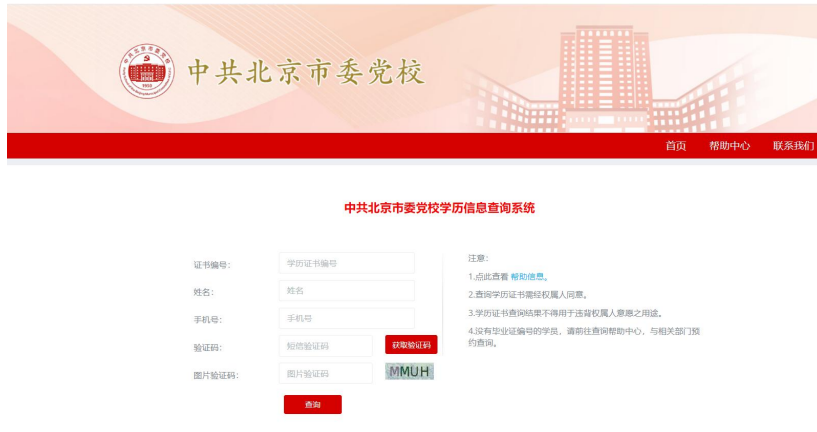 中共北京市委党校
首页 帮助中心 联系我们
中共北京市委党校学历信息查询系统
证书编号： 学历证书编号
姓名： 姓名
手机号： 手机号
验证码： 短信验证码 获取验证码
图片验证码： 图片验证码 MMUH
查询
注意：
1.点此查看 帮助信息。
2.查询学历证书需经权属人同意。
3.学历证书查询结果不得用于违背权属人意愿之用途。
4.没有毕业证编号的学员，请前往查询帮助中心，与相关部门预
约查询。